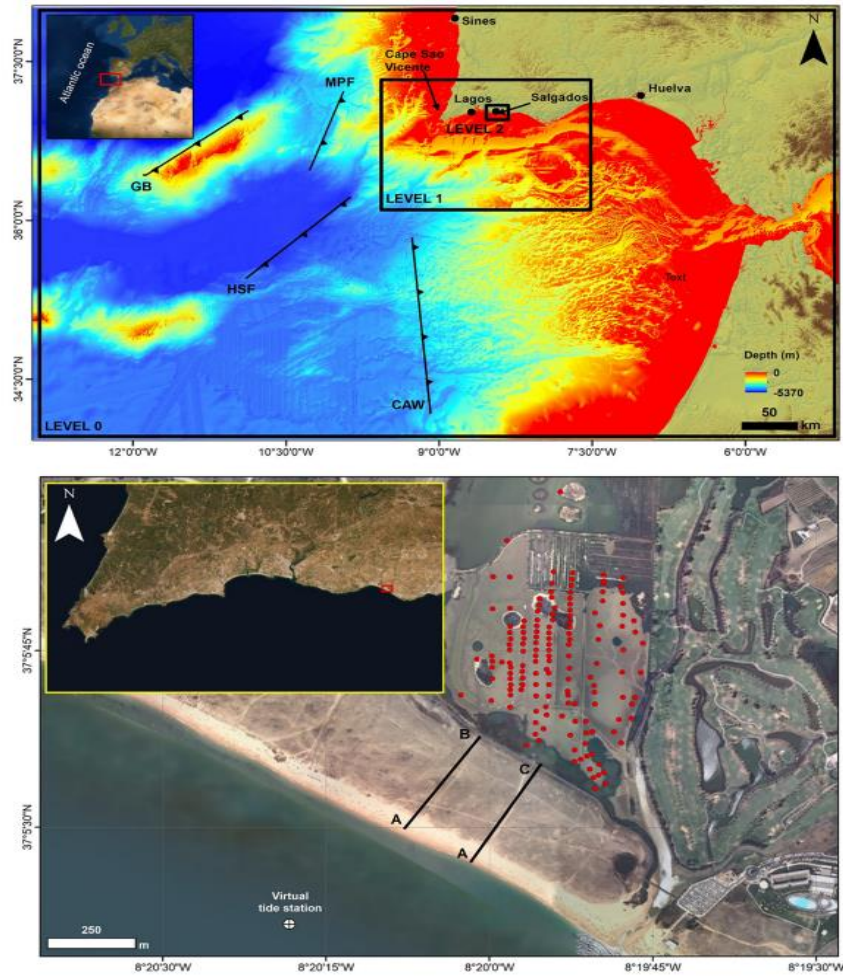 N
Sines
37°30'0"N
Cape Sao
Vicente
Atlantic ocean
MPF
Huelva
Lagos
Salgados
LEVEL 2
GB
LEVEL 1
36°0'0"N
HSF
Text
34°30'0"N
Depth (m)
0
-5370
CAW
50
km
LEVEL 0
12°0'0"W
10°30'0"W
9°0'0"W
7°30'0"W
6°0'0"W
N
37°5'45"N
B
C
37°5'30"N
A
A
Virtual
tide station
250
m
8°20'30"W
8°20'15"W
8°20'0"W
8°19'45"W
8°19'30"W